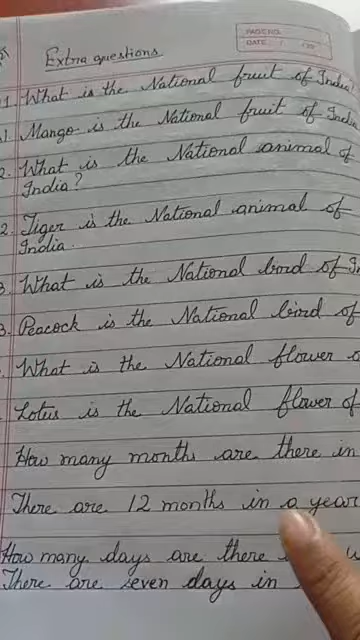 Extra questions
PAGE NO.
DATE: / /20
1. What is the National fruit of India?
1. Mango is the National fruit of India
2. What is the National animal of
India?
2. Tiger is the National animal of
India.
3 What is the National bird of In
3. Peacock is the National bird of
What is the National flower o
Lotus is the National flower of
How many months are there in
There are 12 months in a year
How many days are there
There are seven days in